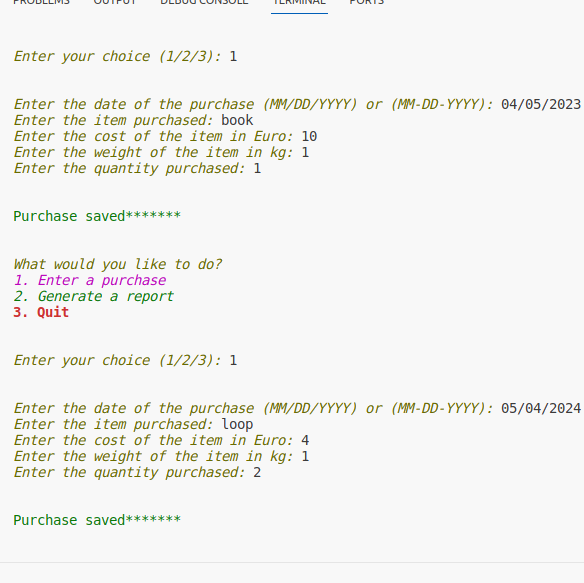 PROBLEMS OUTPUT DEBUG CONSOLE TERMINAL PORTS
Enter your choice (1/2/3): 1
Enter the date of the purchase (MM/DD/YYYY) or (MM-DD-YYYY): 04/05/2023
Enter the item purchased: book
Enter the cost of the item in Euro: 10
Enter the weight of the item in kg: 1
Enter the quantity purchased: 1
Purchase saved*******
What would you like to do?
1. Enter a purchase
2. Generate a report
3. Quit
Enter your choice (1/2/3): 1
Enter the date of the purchase (MM/DD/YYYY) or (MM-DD-YYYY): 05/04/2024
Enter the item purchased: loop
Enter the cost of the item in Euro: 4
Enter the weight of the item in kg: 1
Enter the quantity purchased: 2
Purchase saved*******